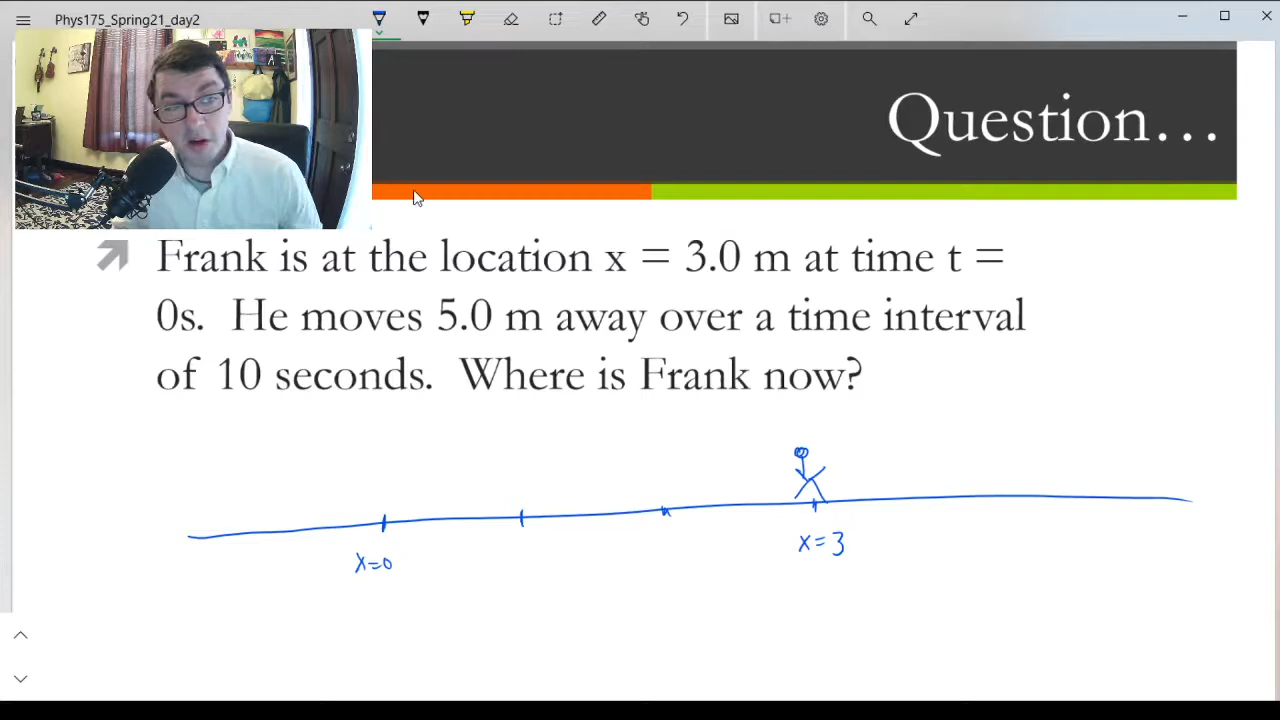 Phys175_Spring21_day2
Question…
Frank is at the location x = 3.0 m at time t =
0s. He moves 5.0 m away over a time interval
of 10 seconds. Where is Frank now?
x=0
x=3